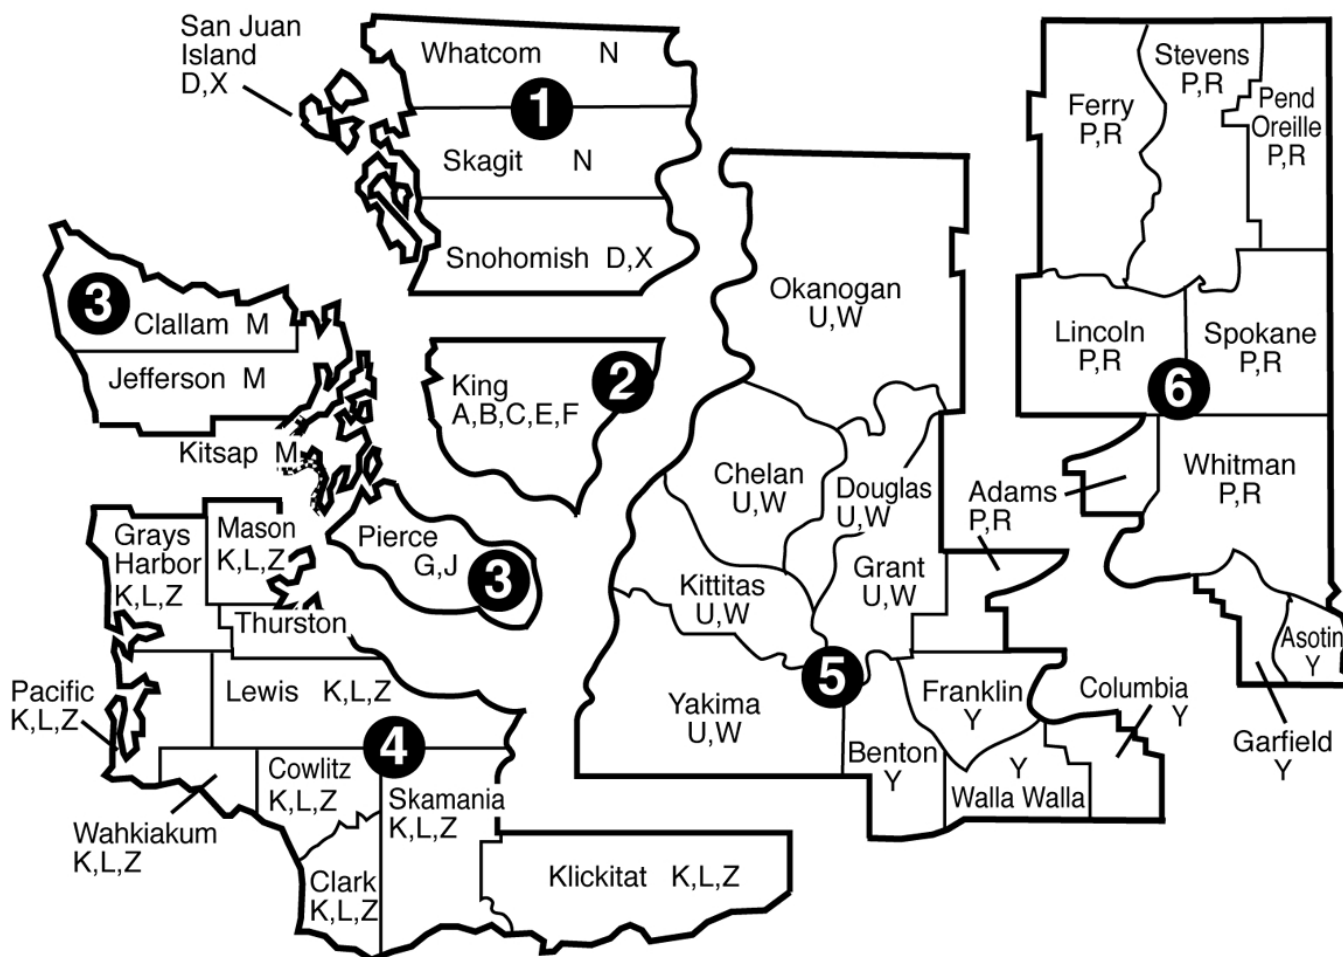 San Juan
Island
D,X
Whatcom N
1
Skagit N
Snohomish D,X
3
Clallam M
Jefferson M
Kitsap M
King
A,B,C,E,F
2
Pierce
G,J
3
Grays
Harbor
K,L,Z
Mason
K,L,Z
Thurston
Pacific
K,L,Z
Lewis K,L,Z
4
Cowlitz
K,L,Z
Skamania
K,L,Z
Wahkiakum
K,L,Z
Clark
K,L,Z
Klickitat K,L,Z
Okanogan
U,W
Chelan
U,W
Douglas
U,W
Kittitas
U,W
Grant
U,W
5
Yakima
U,W
Benton
Y
Franklin
Y
Y
Walla Walla
Columbia
Y
Garfield
Y
Asotin
Y
Stevens
P,R
Ferry
P,R
Pend
Oreille
P,R
Lincoln
P,R
Spokane
P,R
6
Adams
P,R
Whitman
P,R